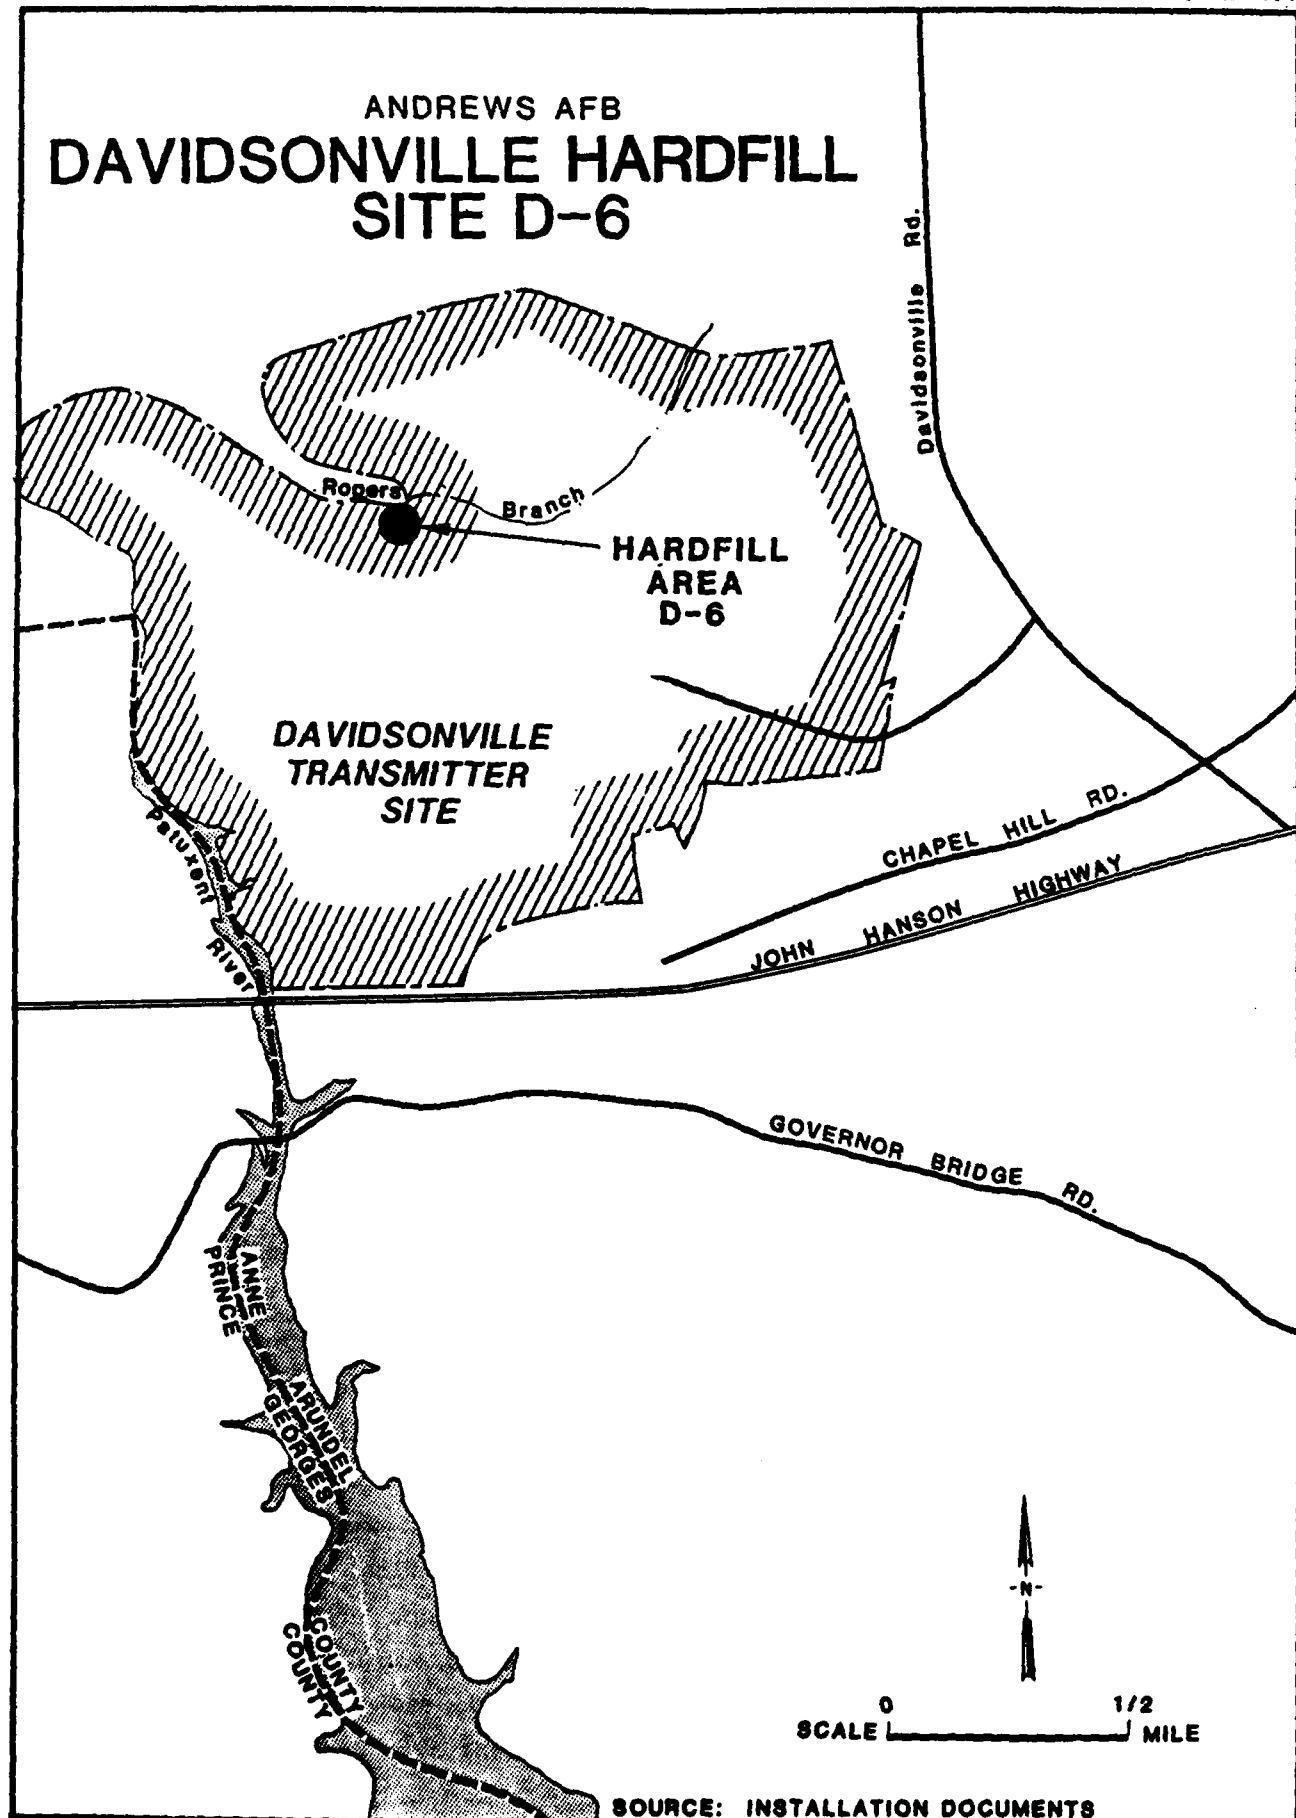 ANDREWS AFB
DAVIDSONVILLE HARDFILL
SITE D-6
Davidsonville Rd.
Rogers Branch
HARDFILL
AREA
D-6
DAVIDSONVILLE
TRANSMITTER
SITE
Patuxent River
CHAPEL HILL RD.
JOHN HANSON HIGHWAY
GOVERNOR BRIDGE RD.
ANNE ARUNDEL COUNTY
PRINCE GEORGES COUNTY
-N-
0 1/2
SCALE MILE
SOURCE: INSTALLATION DOCUMENTS